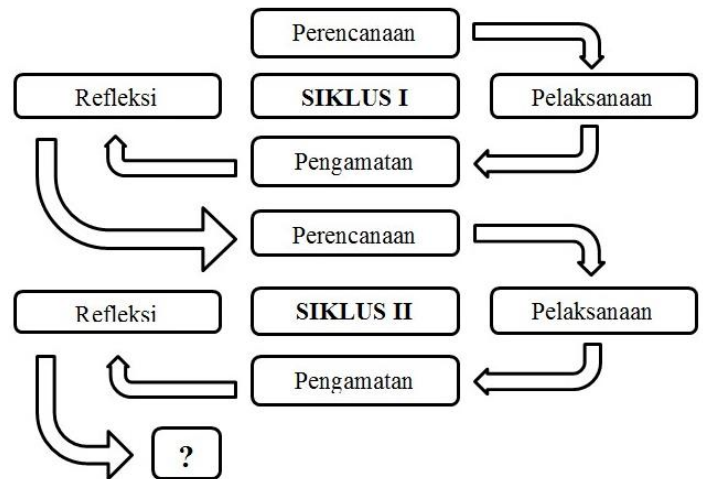 Perencanaan
Refleksi
SIKLUS I
Pelaksanaan
Pengamatan
Perencanaan
Refleksi
SIKLUS II
Pelaksanaan
Pengamatan
?